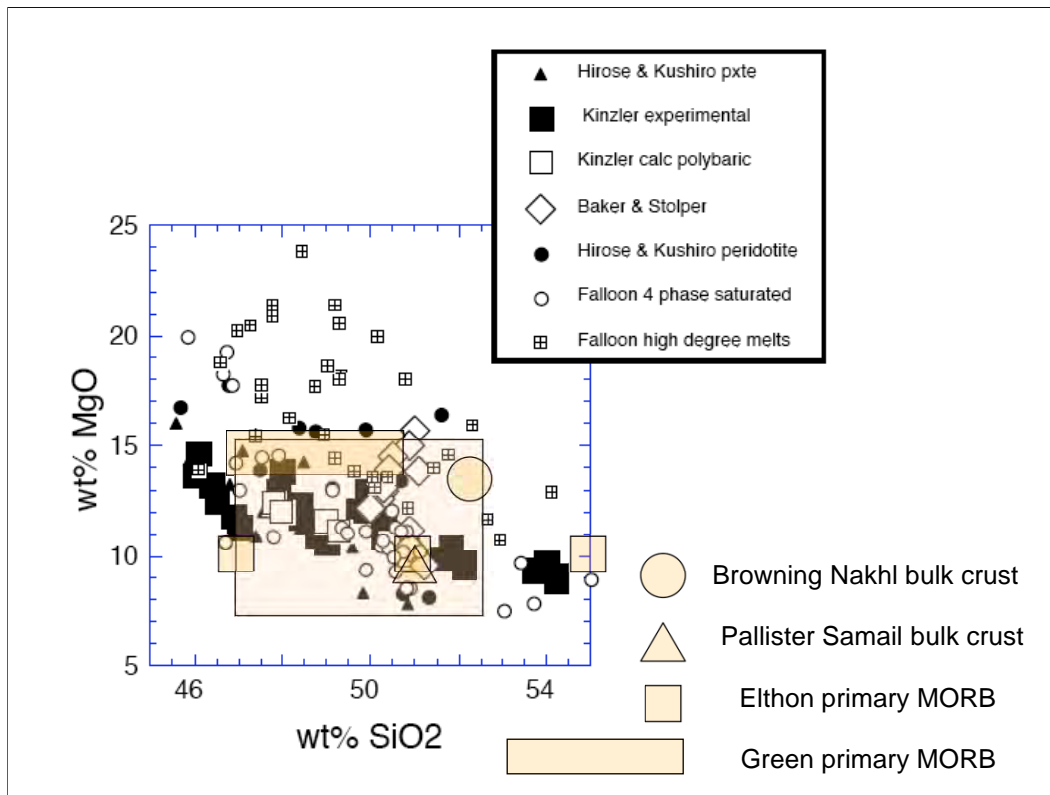 Hirose & Kushiro pxte
Kinzler experimental
Kinzler calc polybaric
Baker & Stolper
Hirose & Kushiro peridotite
Falloon 4 phase saturated
Falloon high degree melts
25
20
15
10
5
wt% MgO
46
50
54
wt% SiO2
Browning Nakhl bulk crust
Pallister Samail bulk crust
Elthon primary MORB
Green primary MORB